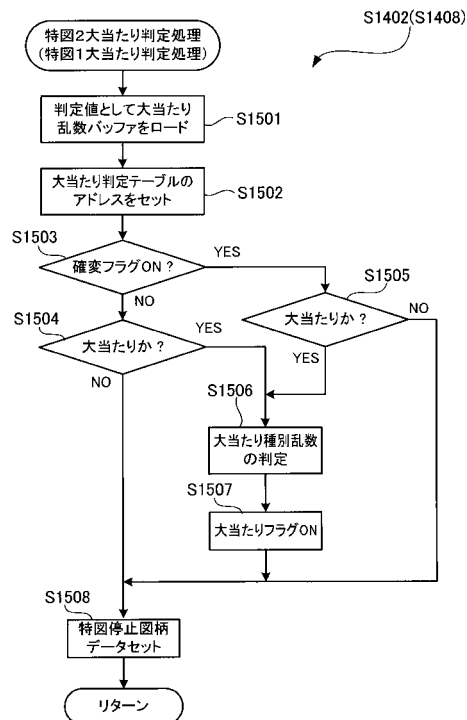 S1402(S1408)
特図2大当たり判定処理
(特図1大当たり判定処理)
判定値として大当たり
乱数バッファをロード
S1501
大当たり判定テーブルの
アドレスをセット
S1502
S1503
確変フラグON?
YES
NO
S1505
大当たりか?
NO
YES
S1504
大当たりか?
YES
NO
S1506
大当たり種別乱数
の判定
S1507
大当たりフラグON
S1508
特図停止図柄
データセット
リターン